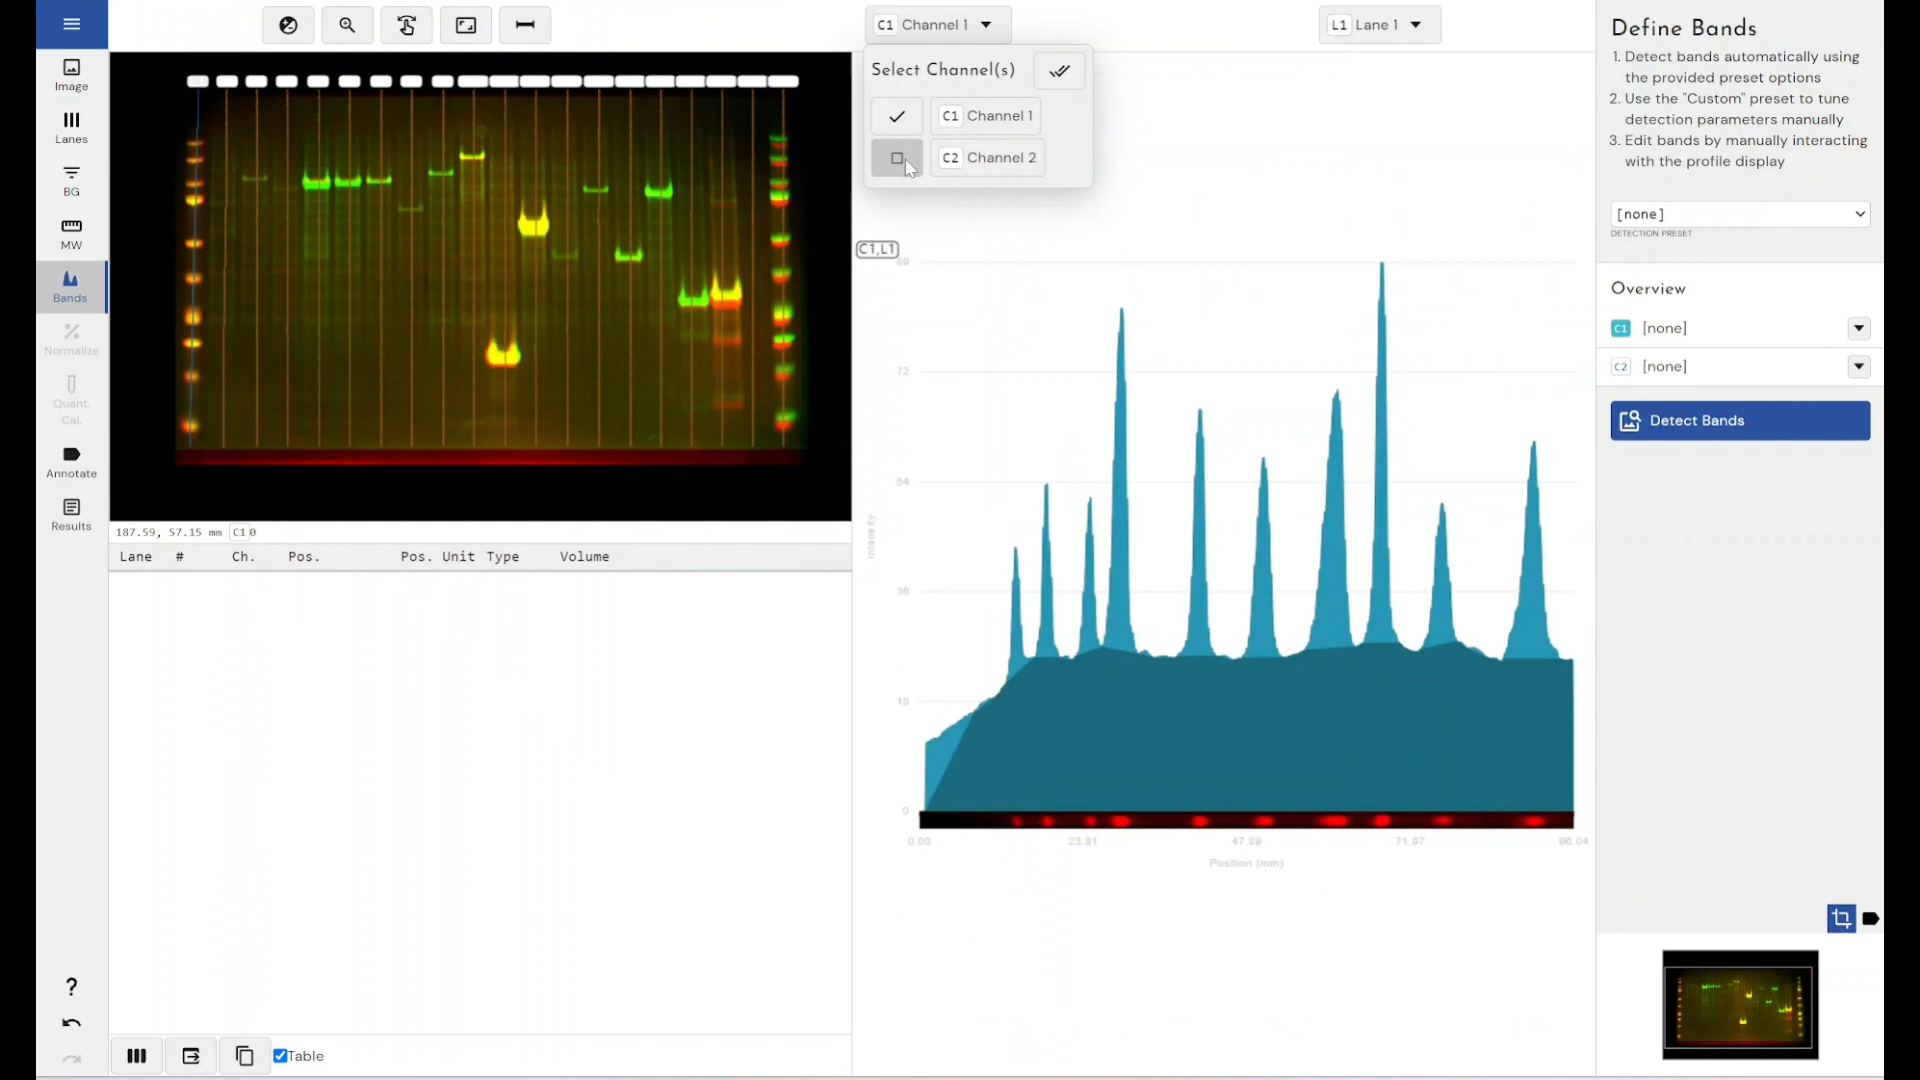 C1 Channel 1
L1 Lane 1
Select Channel(s)
C1 Channel 1
C2 Channel 2
Image
Lanes
BG
MW
Bands
Normalize
Quant.
Cal.
Annotate
Results
?
187.59, 57.15 mm C1 0
Lane # Ch. Pos. Pos. Unit Type Volume
Table
C1,L1
89
72
54
36
18
0
Intensity
0.00 23.81 47.89 71.97 96.04
Position (mm)
Define Bands
1. Detect bands automatically using
the provided preset options
2. Use the "Custom" preset to tune
detection parameters manually
3. Edit bands by manually interacting
with the profile display
[none]
DETECTION PRESET
Overview
C1 [none]
C2 [none]
Detect Bands